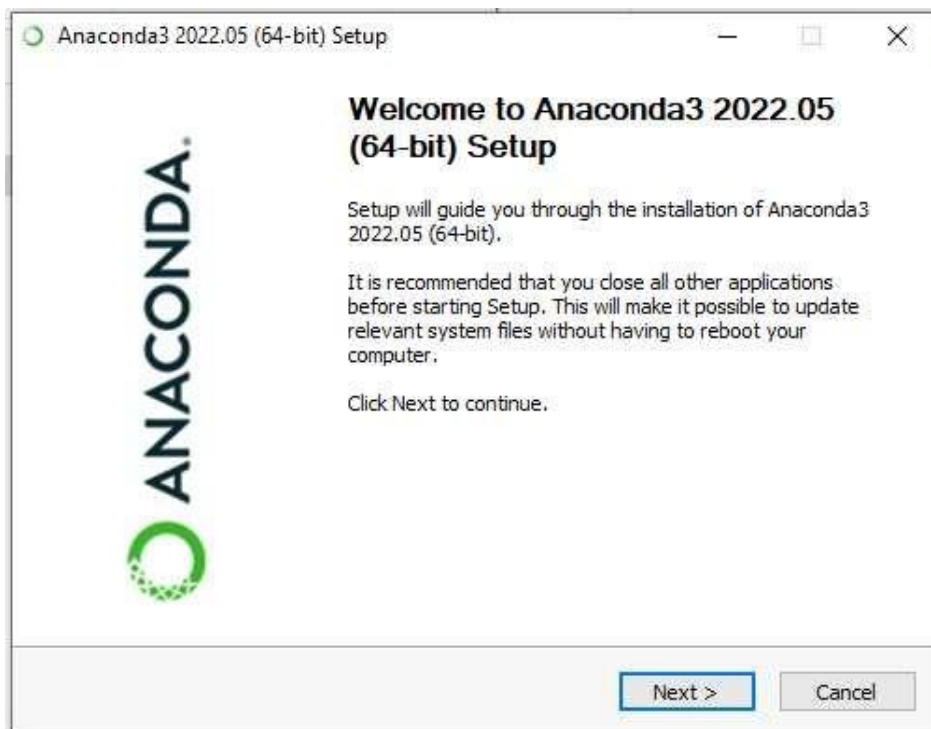 Anaconda3 2022.05 (64-bit) Setup
Welcome to Anaconda3 2022.05
(64-bit) Setup
Setup will guide you through the installation of Anaconda3
2022.05 (64-bit).
It is recommended that you close all other applications
before starting Setup. This will make it possible to update
relevant system files without having to reboot your
computer.
Click Next to continue.
ANACONDA.
Next >
Cancel